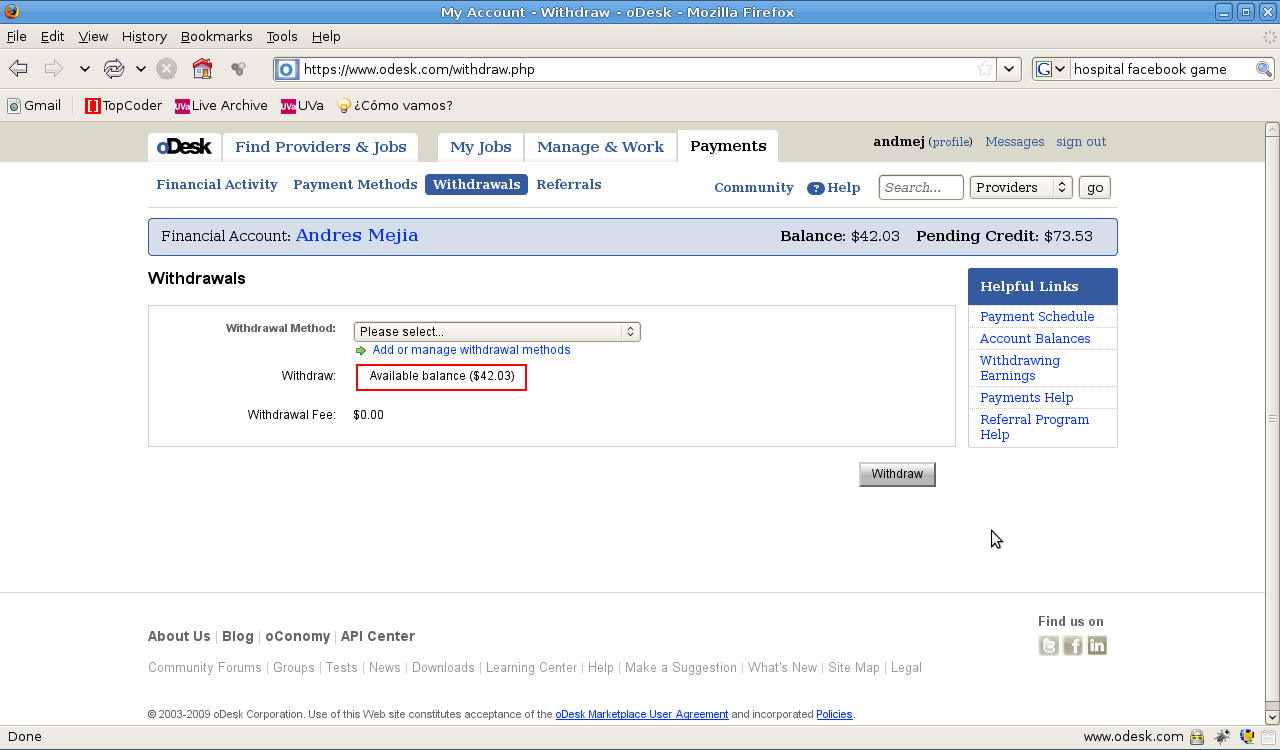 My Account - Withdraw - oDesk - Mozilla Firefox
File Edit View History Bookmarks Tools Help
https://www.odesk.com/withdraw.php
G hospital facebook game
Gmail [ ] TopCoder UVa Live Archive UVa UVa ¿Cómo vamos?
oDesk Find Providers & Jobs My Jobs Manage & Work Payments andmej (profile) Messages sign out
Financial Activity Payment Methods Withdrawals Referrals Community ? Help Search... Providers go
Financial Account: Andres Mejia Balance: $42.03 Pending Credit: $73.53
Withdrawals
Withdrawal Method: Please select...
Add or manage withdrawal methods
Withdraw: Available balance ($42.03)
Withdrawal Fee: $0.00
Withdraw
Helpful Links
Payment Schedule
Account Balances
Withdrawing
Earnings
Payments Help
Referral Program
Help
About Us | Blog | oConomy | API Center
Find us on
Community Forums | Groups | Tests | News | Downloads | Learning Center | Help | Make a Suggestion | What's New | Site Map | Legal
t f in
© 2003-2009 oDesk Corporation. Use of this Web site constitutes acceptance of the oDesk Marketplace User Agreement and incorporated Policies.
Done www.odesk.com